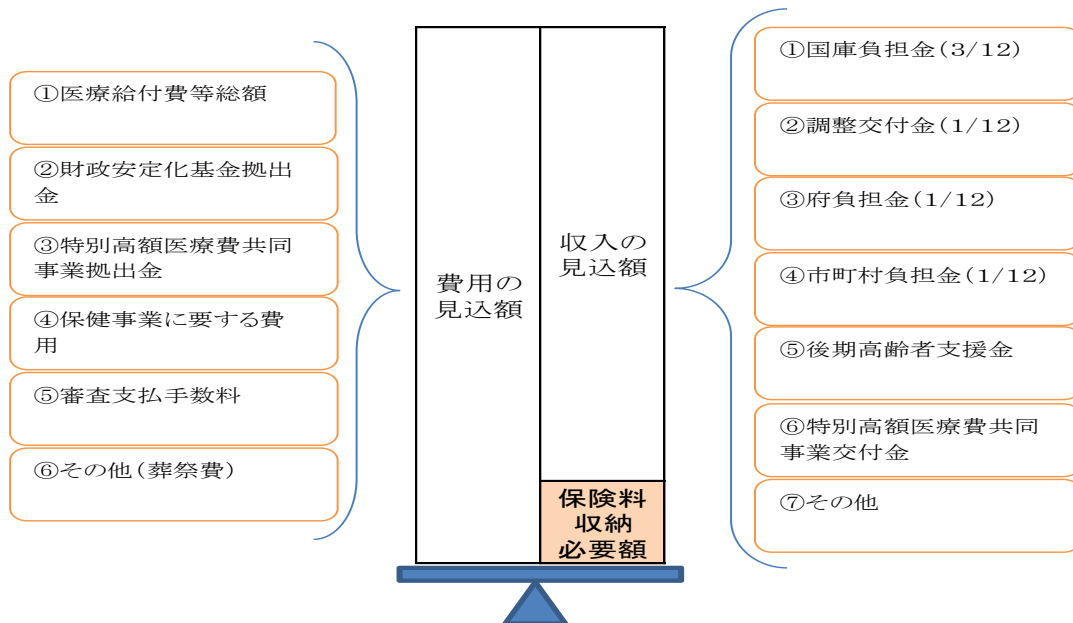 ①医療給付費等総額
②財政安定化基金拠出
金
③特別高額医療費共同
事業拠出金
④保健事業に要する費
用
⑤審査支払手数料
⑥その他(葬祭費)
費用の
見込額
収入の
見込額
保険料
収納
必要額
①国庫負担金(3/12)
②調整交付金(1/12)
③府負担金(1/12)
④市町村負担金(1/12)
⑤後期高齢者支援金
⑥特別高額医療費共同
事業交付金
⑦その他